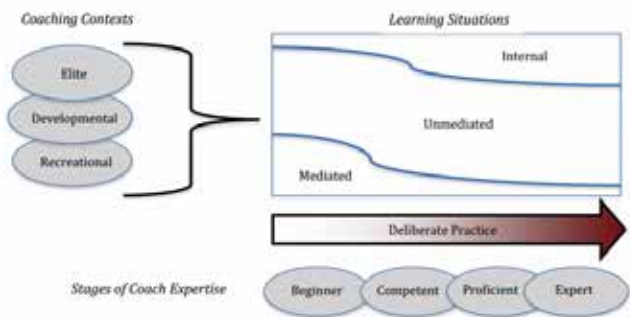 Coaching Contexts
Learning Situations
Elite
Developmental
Recreational
Internal
Unmediated
Mediated
Deliberate Practice
Stages of Coach Expertise
Beginner
Competent
Proficient
Expert